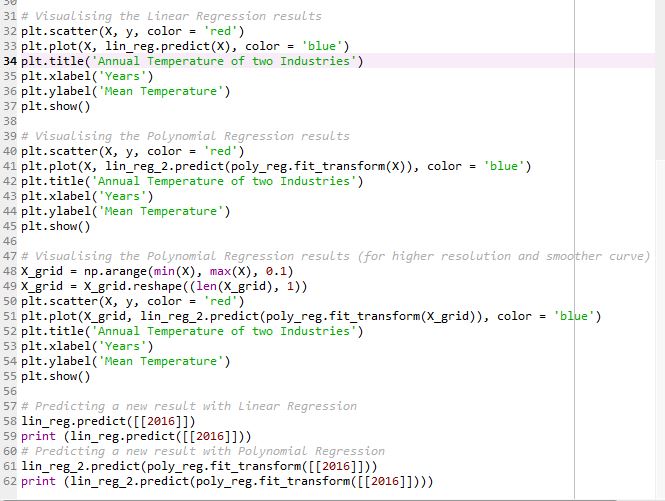 30
31 # Visualising the Linear Regression results
32 plt.scatter(X, y, color = 'red')
33 plt.plot(X, lin_reg.predict(X), color = 'blue')
34 plt.title('Annual Temperature of two Industries')
35 plt.xlabel('Years')
36 plt.ylabel('Mean Temperature')
37 plt.show()
38
39 # Visualising the Polynomial Regression results
40 plt.scatter(X, y, color = 'red')
41 plt.plot(X, lin_reg_2.predict(poly_reg.fit_transform(X)), color = 'blue')
42 plt.title('Annual Temperature of two Industries')
43 plt.xlabel('Years')
44 plt.ylabel('Mean Temperature')
45 plt.show()
46
47 # Visualising the Polynomial Regression results (for higher resolution and smoother curve)
48 X_grid = np.arange(min(X), max(X), 0.1)
49 X_grid = X_grid.reshape((len(X_grid), 1))
50 plt.scatter(X, y, color = 'red')
51 plt.plot(X_grid, lin_reg_2.predict(poly_reg.fit_transform(X_grid)), color = 'blue')
52 plt.title('Annual Temperature of two Industries')
53 plt.xlabel('Years')
54 plt.ylabel('Mean Temperature')
55 plt.show()
56
57 # Predicting a new result with Linear Regression
58 lin_reg.predict([[2016]])
59 print (lin_reg.predict([[2016]]))
60 # Predicting a new result with Polynomial Regression
61 lin_reg_2.predict(poly_reg.fit_transform([[2016]]))
62 print (lin_reg_2.predict(poly_reg.fit_transform([[2016]])))